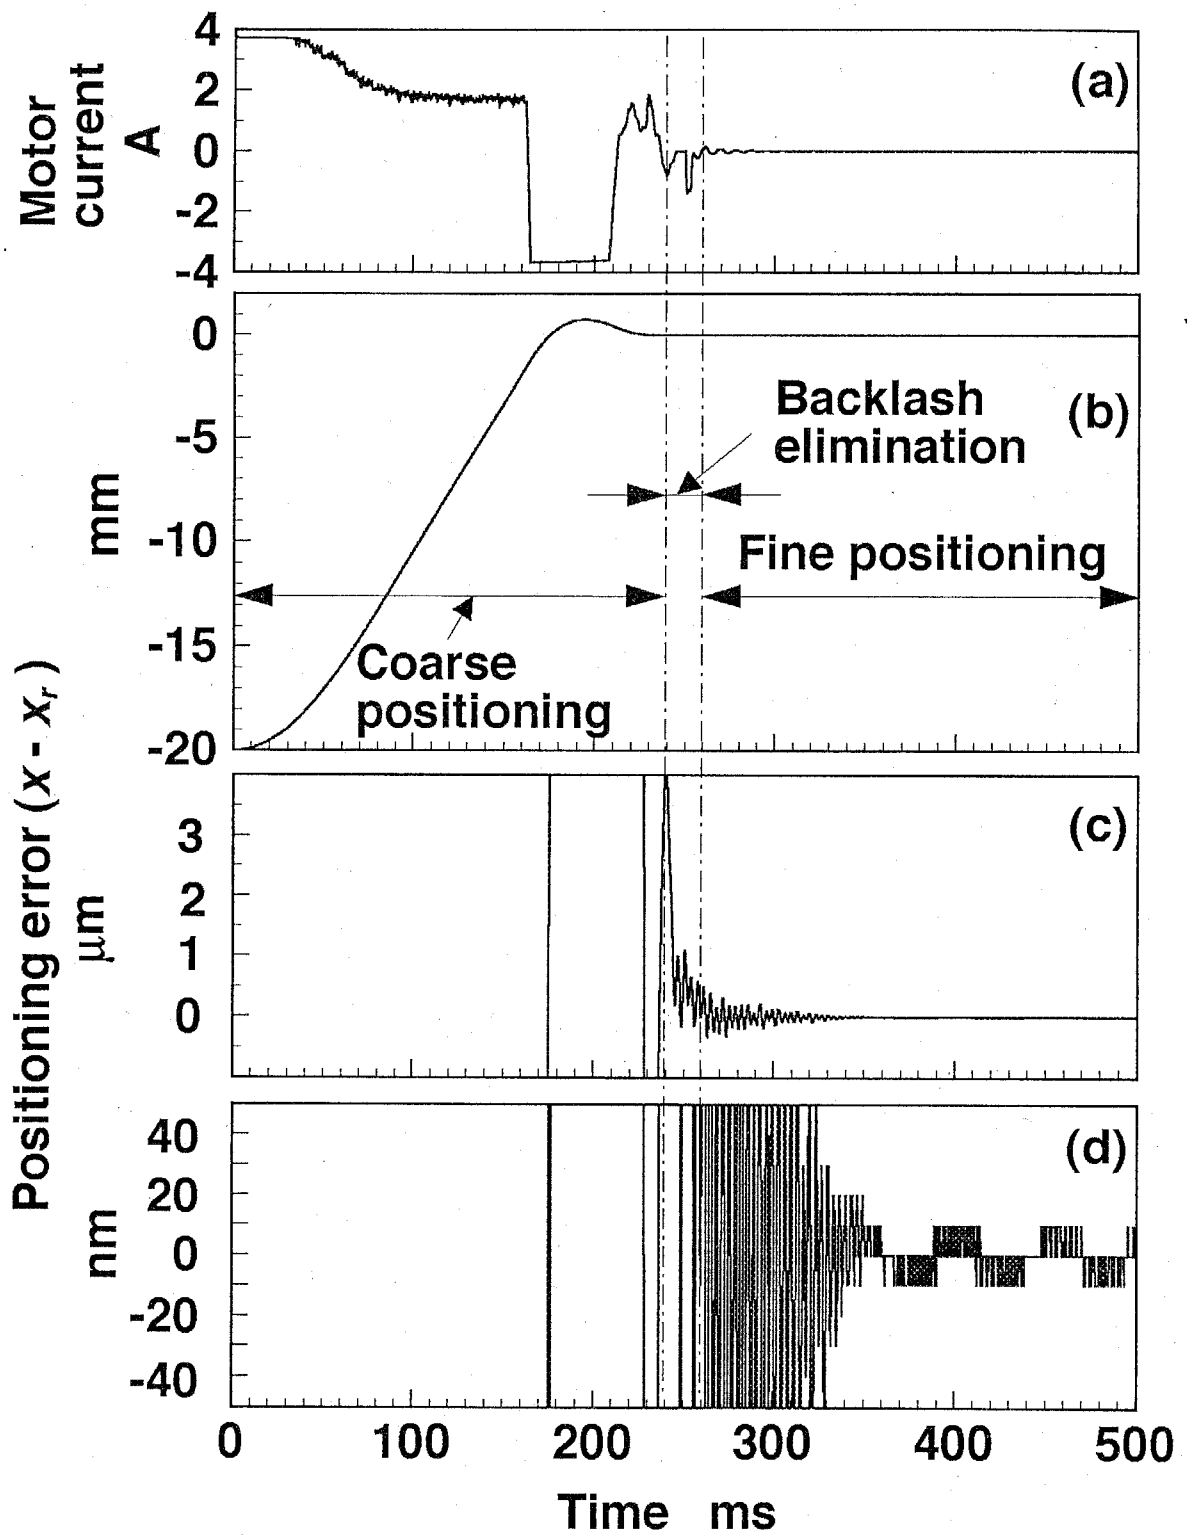 Motor
current
A
4
2
0
-2
-4
(a)
Positioning error (x - xr)
mm
0
-5
-10
-15
-20
(b)
Backlash
elimination
Fine positioning
Coarse
positioning
μm
3
2
1
0
(c)
nm
40
20
0
-20
-40
(d)
0 100 200 300 400 500
Time ms